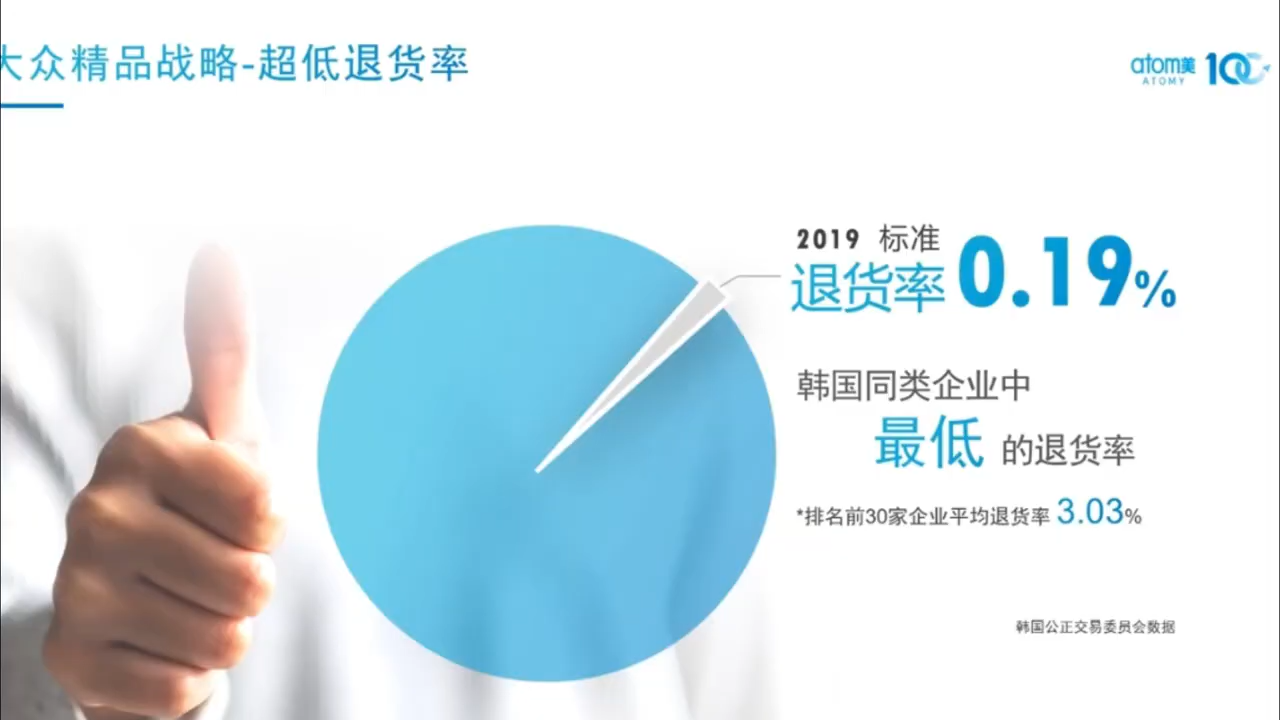 大众精品战略-超低退货率
atom美
ATOMY
100
2019 标准
退货率 0.19%
韩国同类企业中
最低 的退货率
*排名前30家企业平均退货率 3.03%
韩国公正交易委员会数据